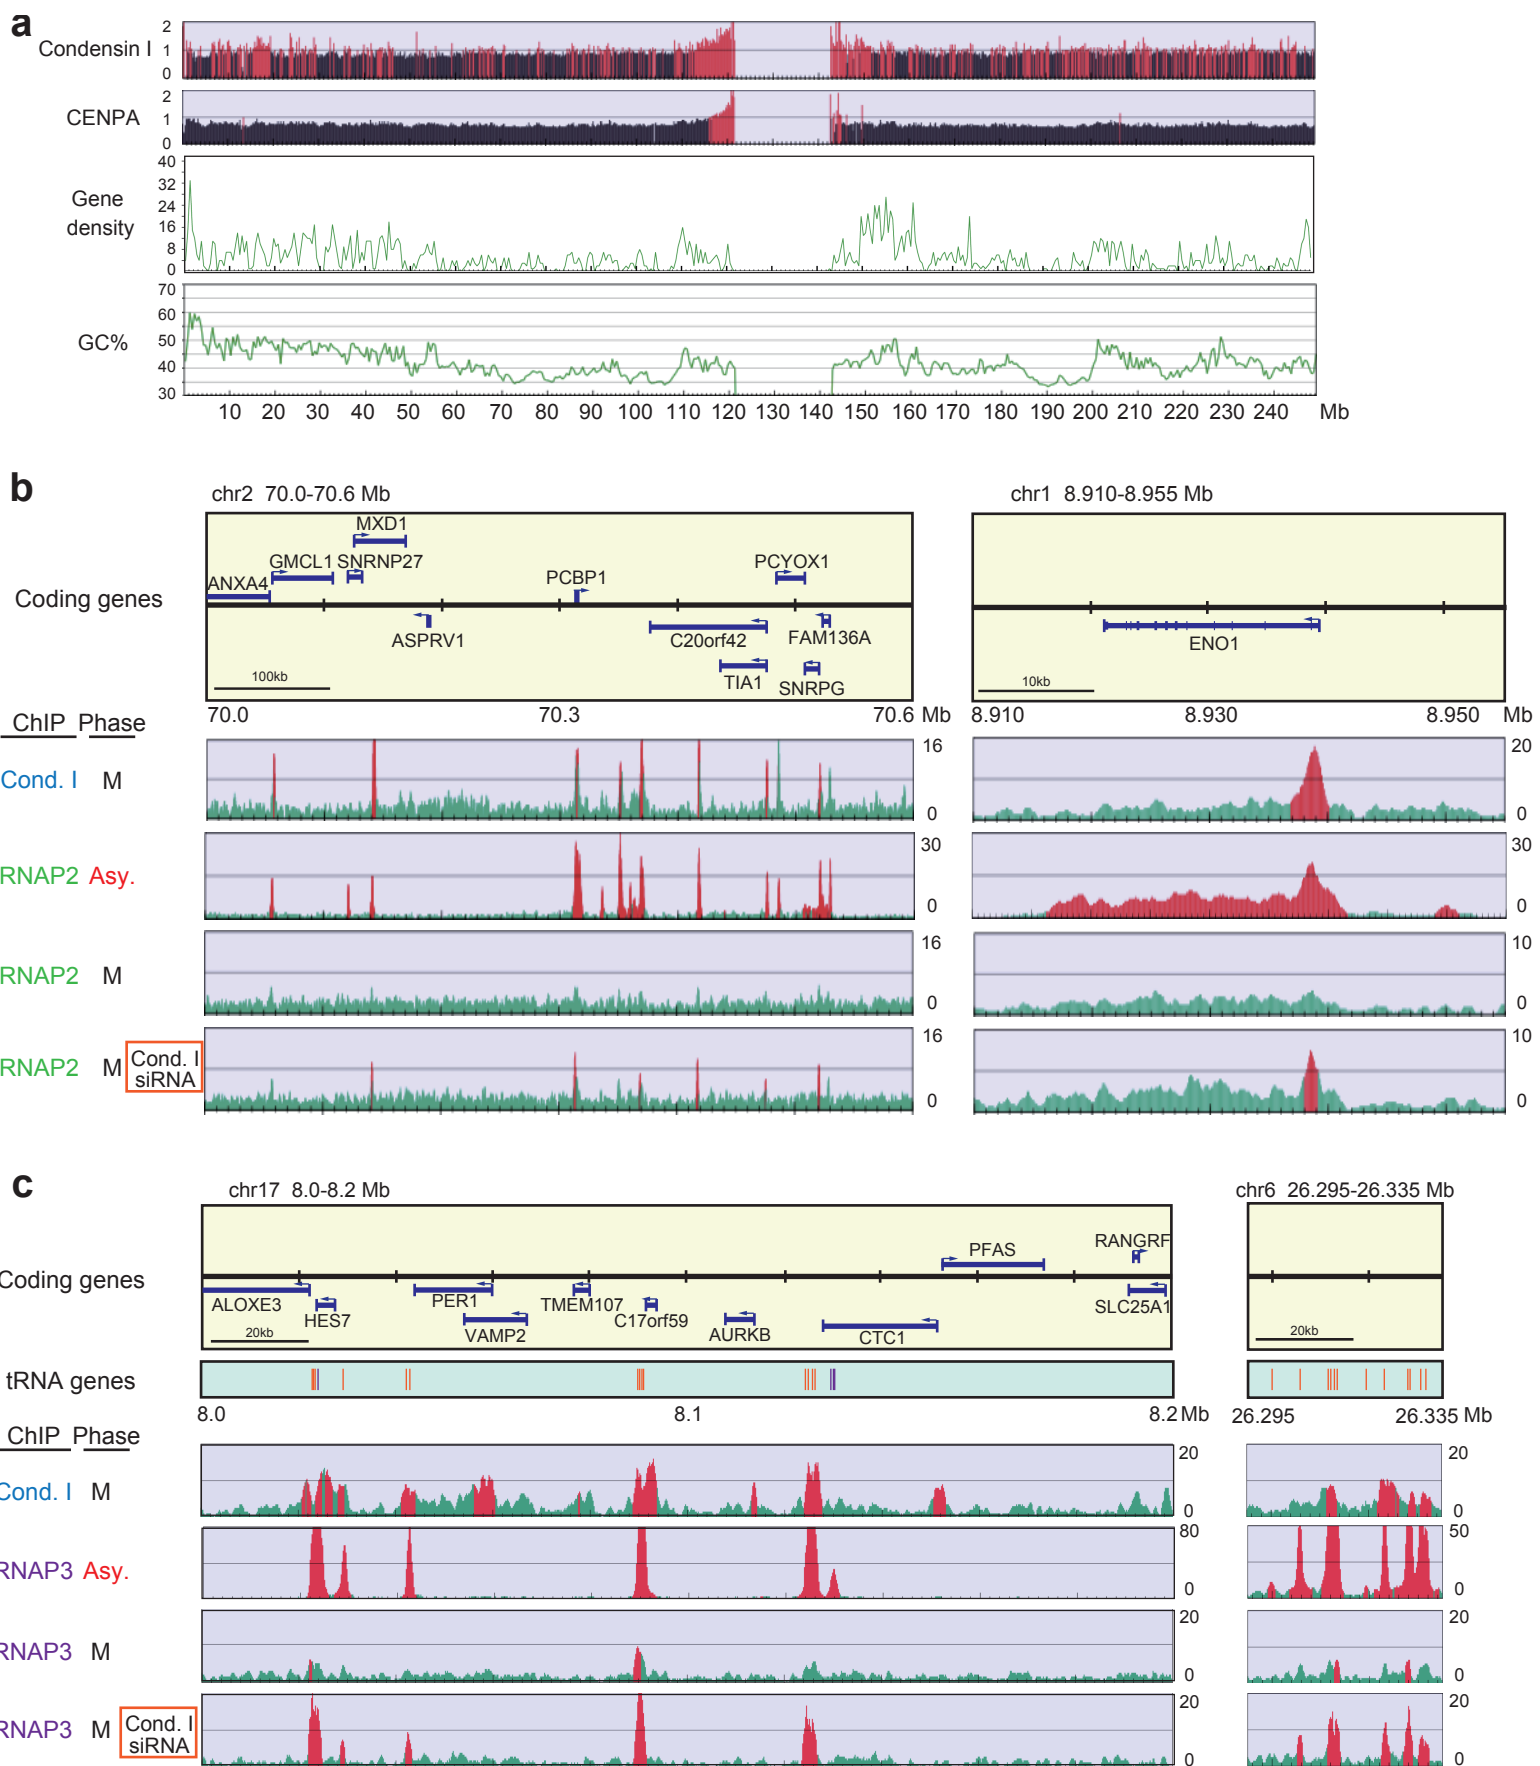 a
Condensin I
2
1
0
CENPA
2
1
0
Gene
density
40
32
24
16
8
0
GC%
70
60
50
40
30
10 20 30 40 50 60 70 80 90 100 110 120 130 140 150 160 170 180 190 200 210 220 230 240 Mb
b
chr2 70.0-70.6 Mb
chr1 8.910-8.955 Mb
Coding genes
MXD1
GMCL1 SNRNP27
ANXA4
PCBP1
PCYOX1
ASPRV1
C20orf42
FAM136A
TIA1
SNRPG
100kb
ENO1
10kb
70.0 70.3 70.6 Mb
8.910 8.930 8.950 Mb
ChIP Phase
Cond. I M
16
0
20
0
RNAP2 Asy.
30
0
30
0
RNAP2 M
16
0
10
0
RNAP2 M Cond. I
siRNA
16
0
10
0
c
chr17 8.0-8.2 Mb
chr6 26.295-26.335 Mb
Coding genes
PFAS
RANGRF
ALOXE3
HES7
PER1
VAMP2
TMEM107
C17orf59
AURKB
CTC1
SLC25A1
20kb
20kb
tRNA genes
8.0 8.1 8.2 Mb
26.295 26.335 Mb
ChIP Phase
Cond. I M
20
0
20
0
RNAP3 Asy.
80
0
50
0
RNAP3 M
20
0
20
0
RNAP3 M Cond. I
siRNA
20
0
20
0